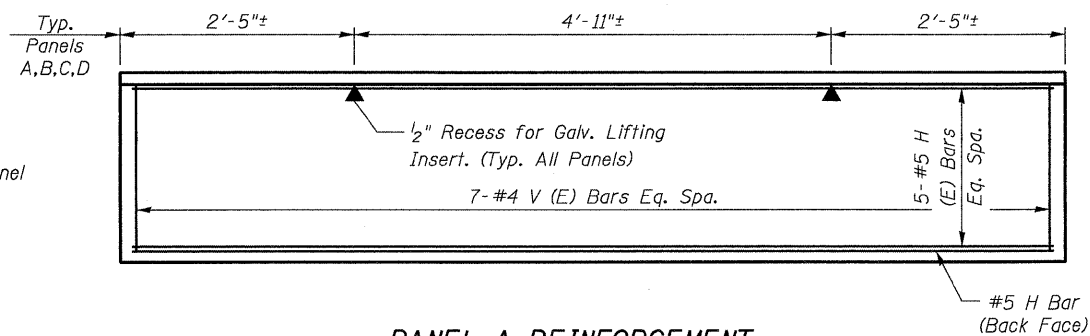 Typ.
Panels
A,B,C,D
2'-5"±
4'-11"±
2'-5"±
½" Recess for Galv. Lifting
Insert. (Typ. All Panels)
nel
7-#4 V (E) Bars Eq. Spa.
5-#5 H
(E) Bars
Eq. Spa.
#5 H Bar
(Back Face)
PANEL A REINFORCEMENT